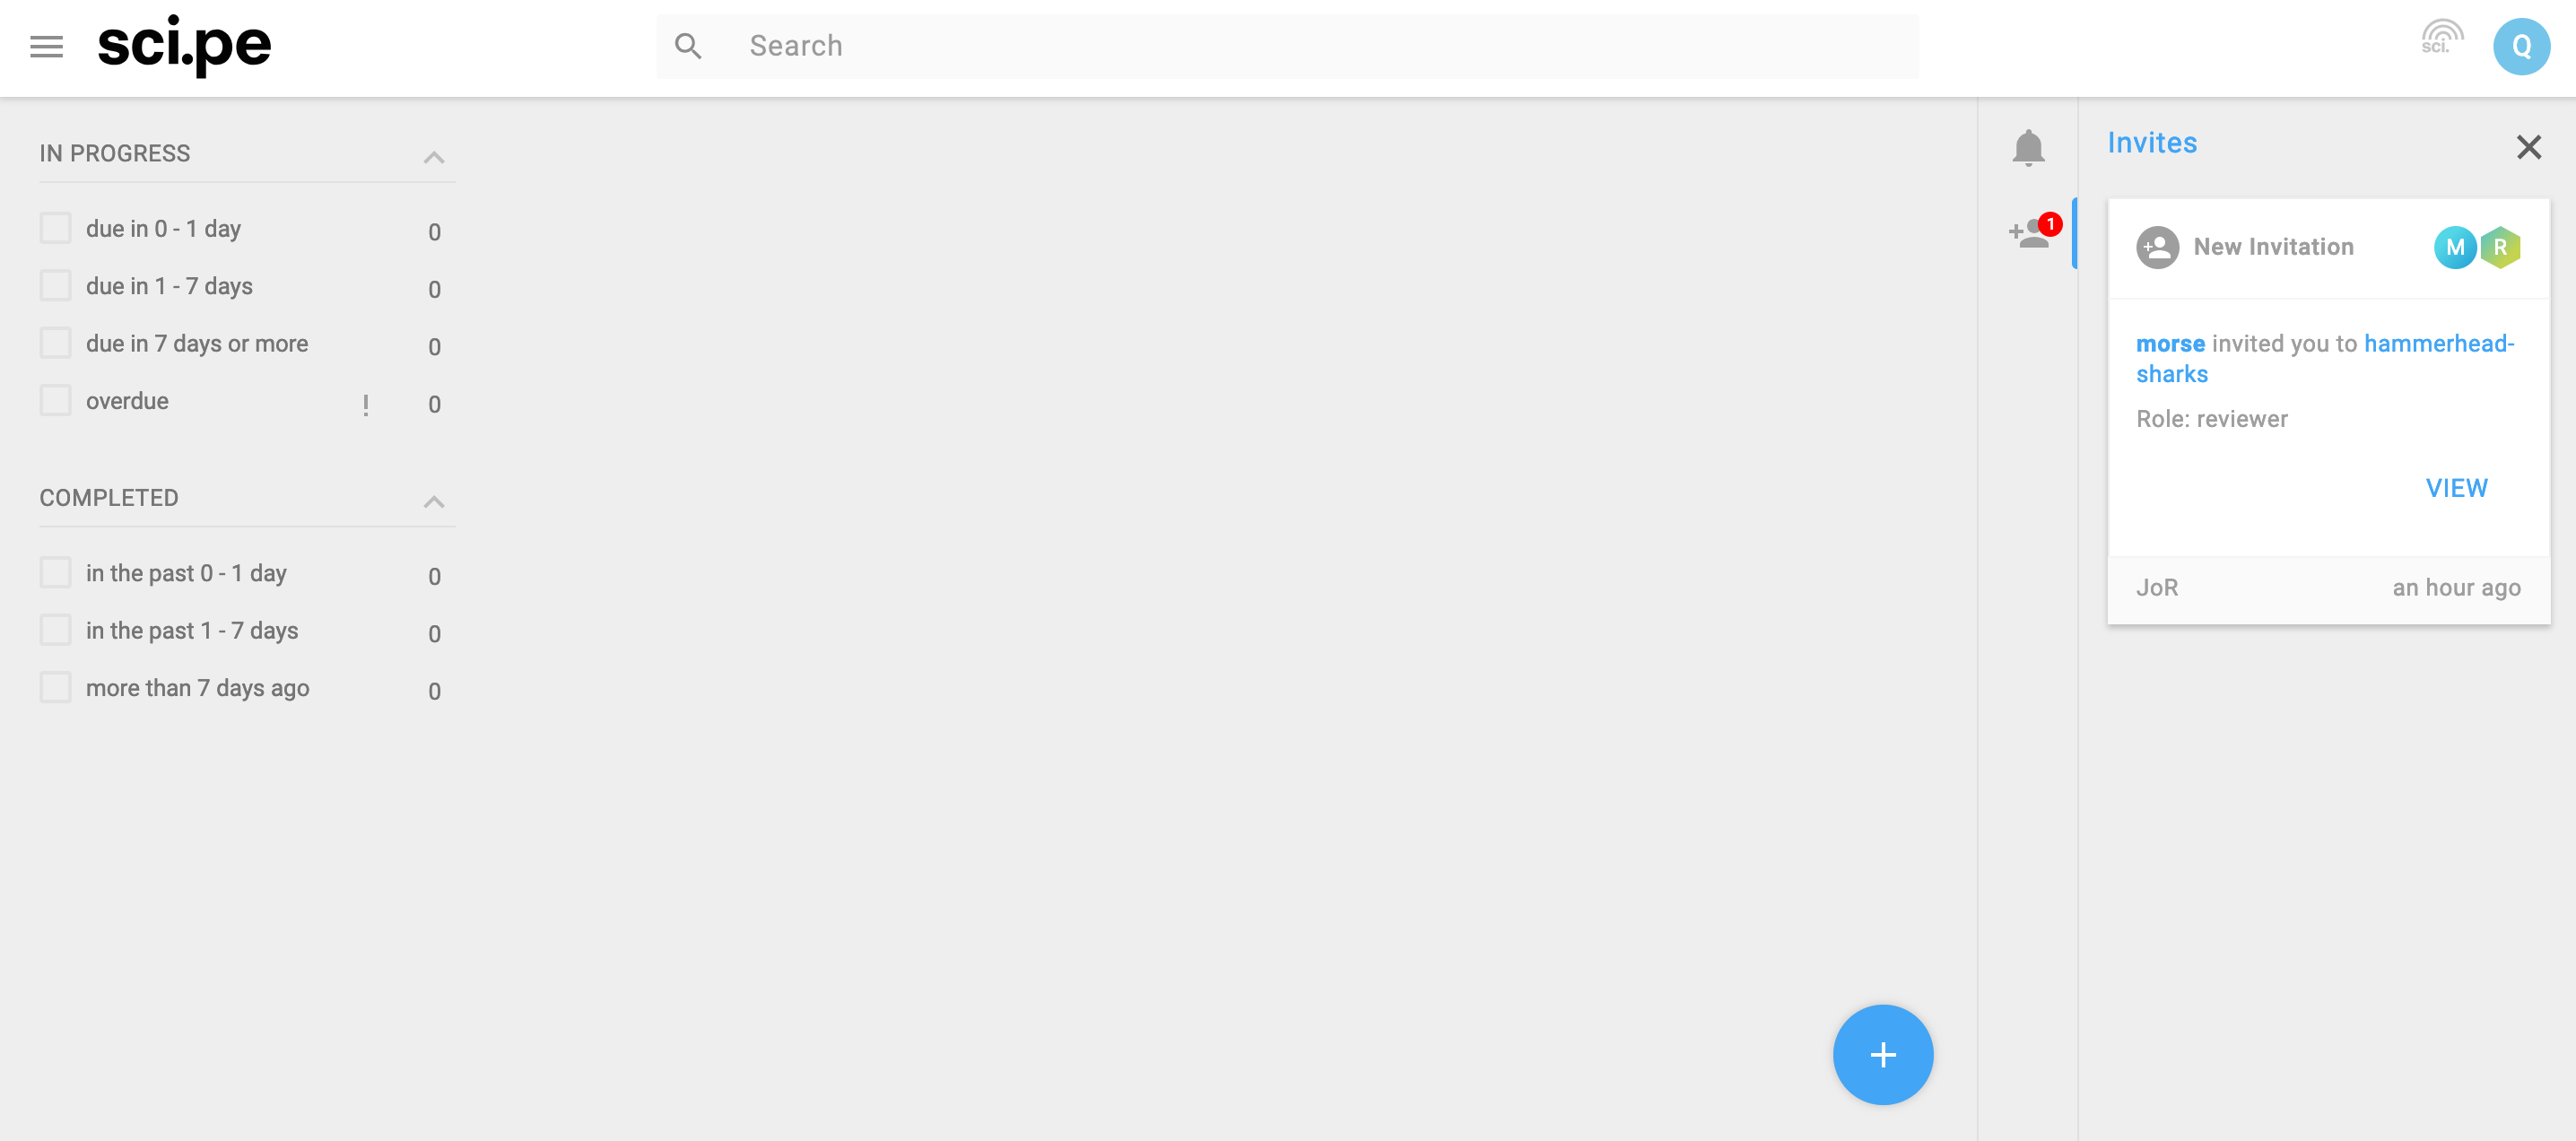 sci.pe
Search
sci.
Q
IN PROGRESS
due in 0 - 1 day 0
due in 1 - 7 days 0
due in 7 days or more 0
overdue ! 0
COMPLETED
in the past 0 - 1 day 0
in the past 1 - 7 days 0
more than 7 days ago 0
1
Invites
New Invitation M R
morse invited you to hammerhead-
sharks
Role: reviewer
VIEW
JoR an hour ago